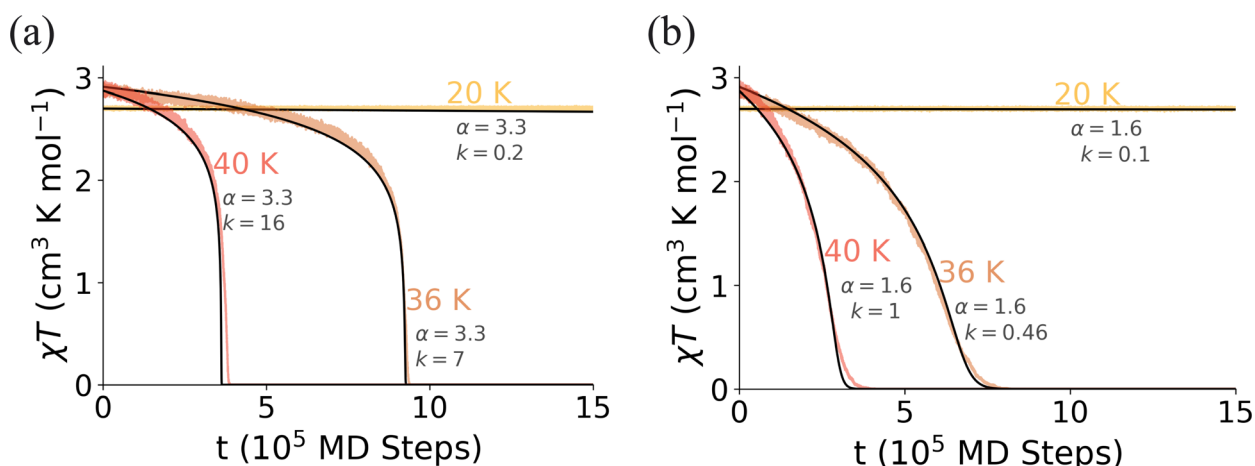 (a)
3
2
1
0
χT (cm³ K mol⁻¹)
20 K
α = 3.3
k = 0.2
40 K
α = 3.3
k = 16
36 K
α = 3.3
k = 7
0 5 10 15
t (10⁵ MD Steps)
(b)
3
2
1
0
χT (cm³ K mol⁻¹)
20 K
α = 1.6
k = 0.1
40 K
α = 1.6
k = 1
36 K
α = 1.6
k = 0.46
0 5 10 15
t (10⁵ MD Steps)